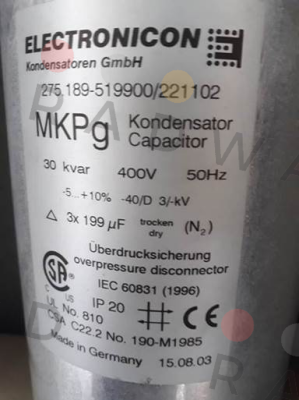 ELECTRONICON
Kondensatoren GmbH
275.189-519900/221102
MKPg Kondensator
Capacitor
30 kvar 400V 50Hz
-5...+10% -40/D 3/-kV
△ 3x 199 µF trocken
dry (N₂)
Überdrucksicherung
overpressure disconnector
IEC 60831 (1996)
C US IP 20 CE
UL No. 810
CSA C22.2 No. 190-M1985
Made in Germany 15.08.03